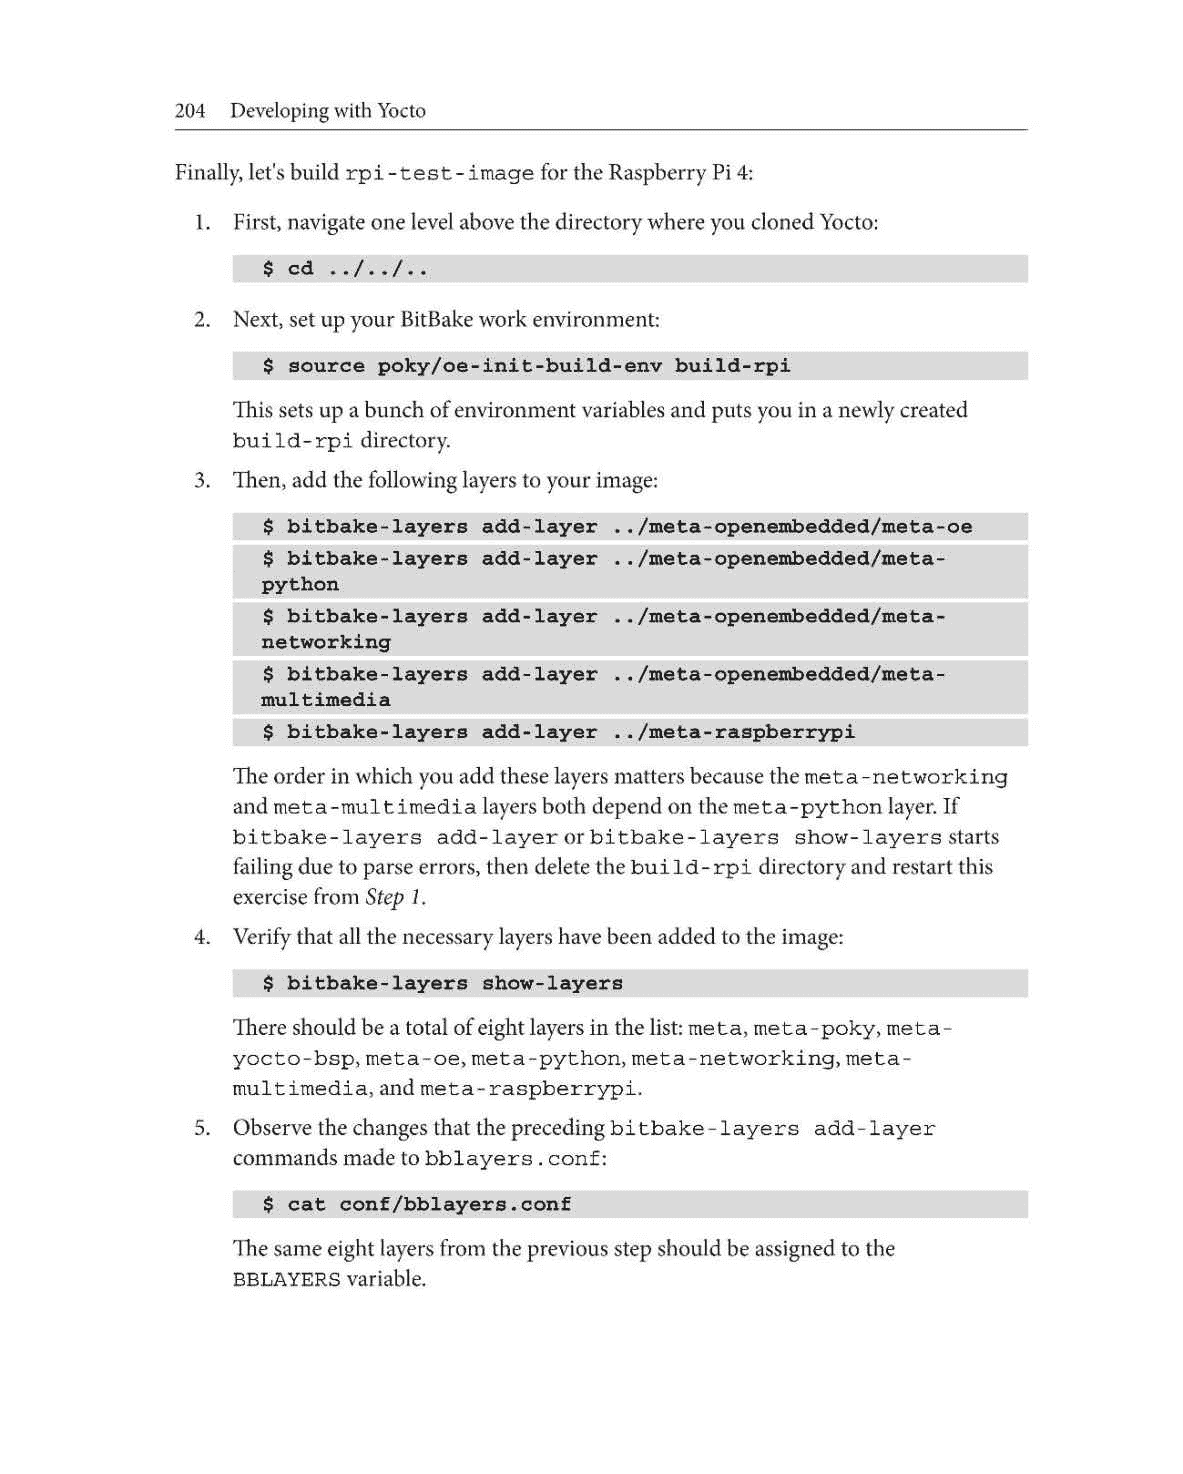 204 Developing with Yocto
Finally, let's build rpi-test-image for the Raspberry Pi 4:
1. First, navigate one level above the directory where you cloned Yocto:
$ cd ../../..
2. Next, set up your BitBake work environment:
$ source poky/oe-init-build-env build-rpi
This sets up a bunch of environment variables and puts you in a newly created
build-rpi directory.
3. Then, add the following layers to your image:
$ bitbake-layers add-layer ../meta-openembedded/meta-oe
$ bitbake-layers add-layer ../meta-openembedded/meta-
python
$ bitbake-layers add-layer ../meta-openembedded/meta-
networking
$ bitbake-layers add-layer ../meta-openembedded/meta-
multimedia
$ bitbake-layers add-layer ../meta-raspberrypi
The order in which you add these layers matters because the meta-networking
and meta-multimedia layers both depend on the meta-python layer. If
bitbake-layers add-layer or bitbake-layers show-layers starts
failing due to parse errors, then delete the build-rpi directory and restart this
exercise from Step 1.
4. Verify that all the necessary layers have been added to the image:
$ bitbake-layers show-layers
There should be a total of eight layers in the list: meta, meta-poky, meta-
yocto-bsp, meta-oe, meta-python, meta-networking, meta-
multimedia, and meta-raspberrypi.
5. Observe the changes that the preceding bitbake-layers add-layer
commands made to bblayers.conf:
$ cat conf/bblayers.conf
The same eight layers from the previous step should be assigned to the
BBLAYERS variable.